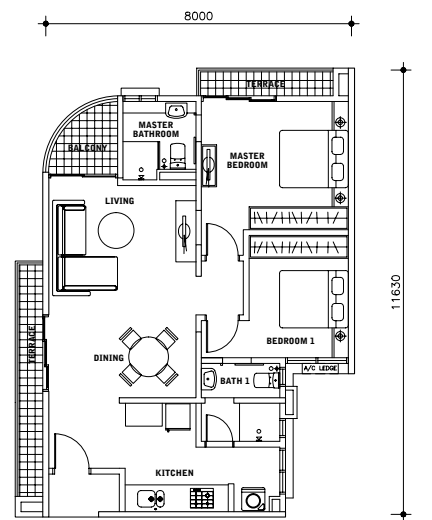 8000
TERRACE
MASTER
BATHROOM
BALCONY
MASTER
BEDROOM
LIVING
11630
TERRACE
BEDROOM 1
DINING
A/C LEDGE
BATH 1
KITCHEN